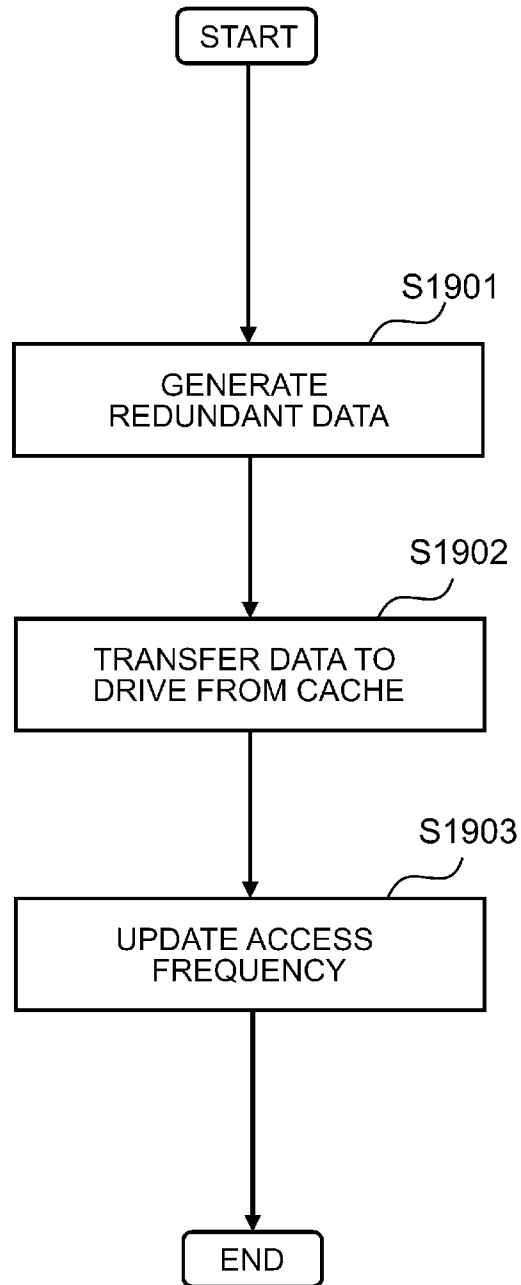 START
S1901
GENERATE
REDUNDANT DATA
S1902
TRANSFER DATA TO
DRIVE FROM CACHE
S1903
UPDATE ACCESS
FREQUENCY
END